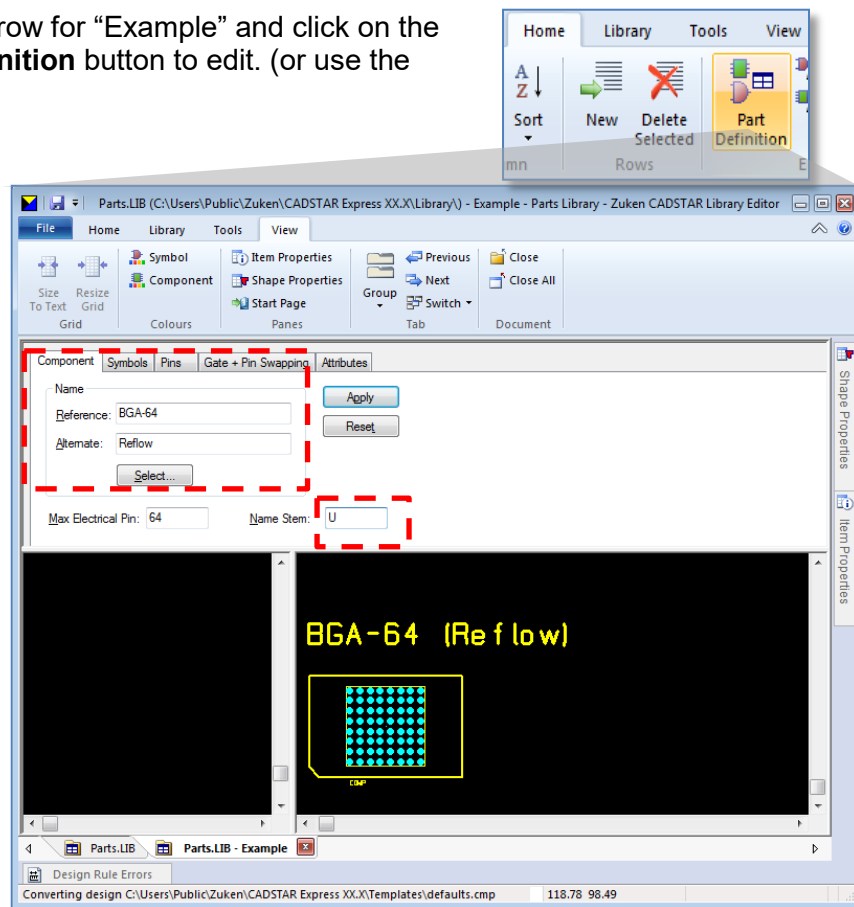 row for “Example” and click on the
nition button to edit. (or use the
Home Library Tools View
Sort New Delete Selected Part Definition
mn Rows E
Parts.LIB (C:\Users\Public\Zuken\CADSTAR Express XX.X\Library\) - Example - Parts Library - Zuken CADSTAR Library Editor
File Home Library Tools View
Symbol Item Properties Previous Close
Component Shape Properties Next Close All
Size To Text Resize Grid Start Page Group Switch
Grid Colours Panes Tab Document
Component Symbols Pins Gate + Pin Swapping Attributes
Name
Apply
Reference: BGA-64
Reset
Alternate: Reflow
Select...
Max Electrical Pin: 64 Name Stem: U
Shape Properties
Item Properties
BGA-64 (Reflow)
COMP
Parts.LIB Parts.LIB - Example
Design Rule Errors
Converting design C:\Users\Public\Zuken\CADSTAR Express XX.X\Templates\defaults.cmp 118.78 98.49